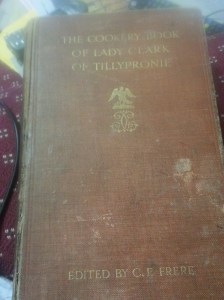 THE COOKERY BOOK
OF LADY CLARK
OF TILLYPRONIE
EDITED BY C. F. FRERE